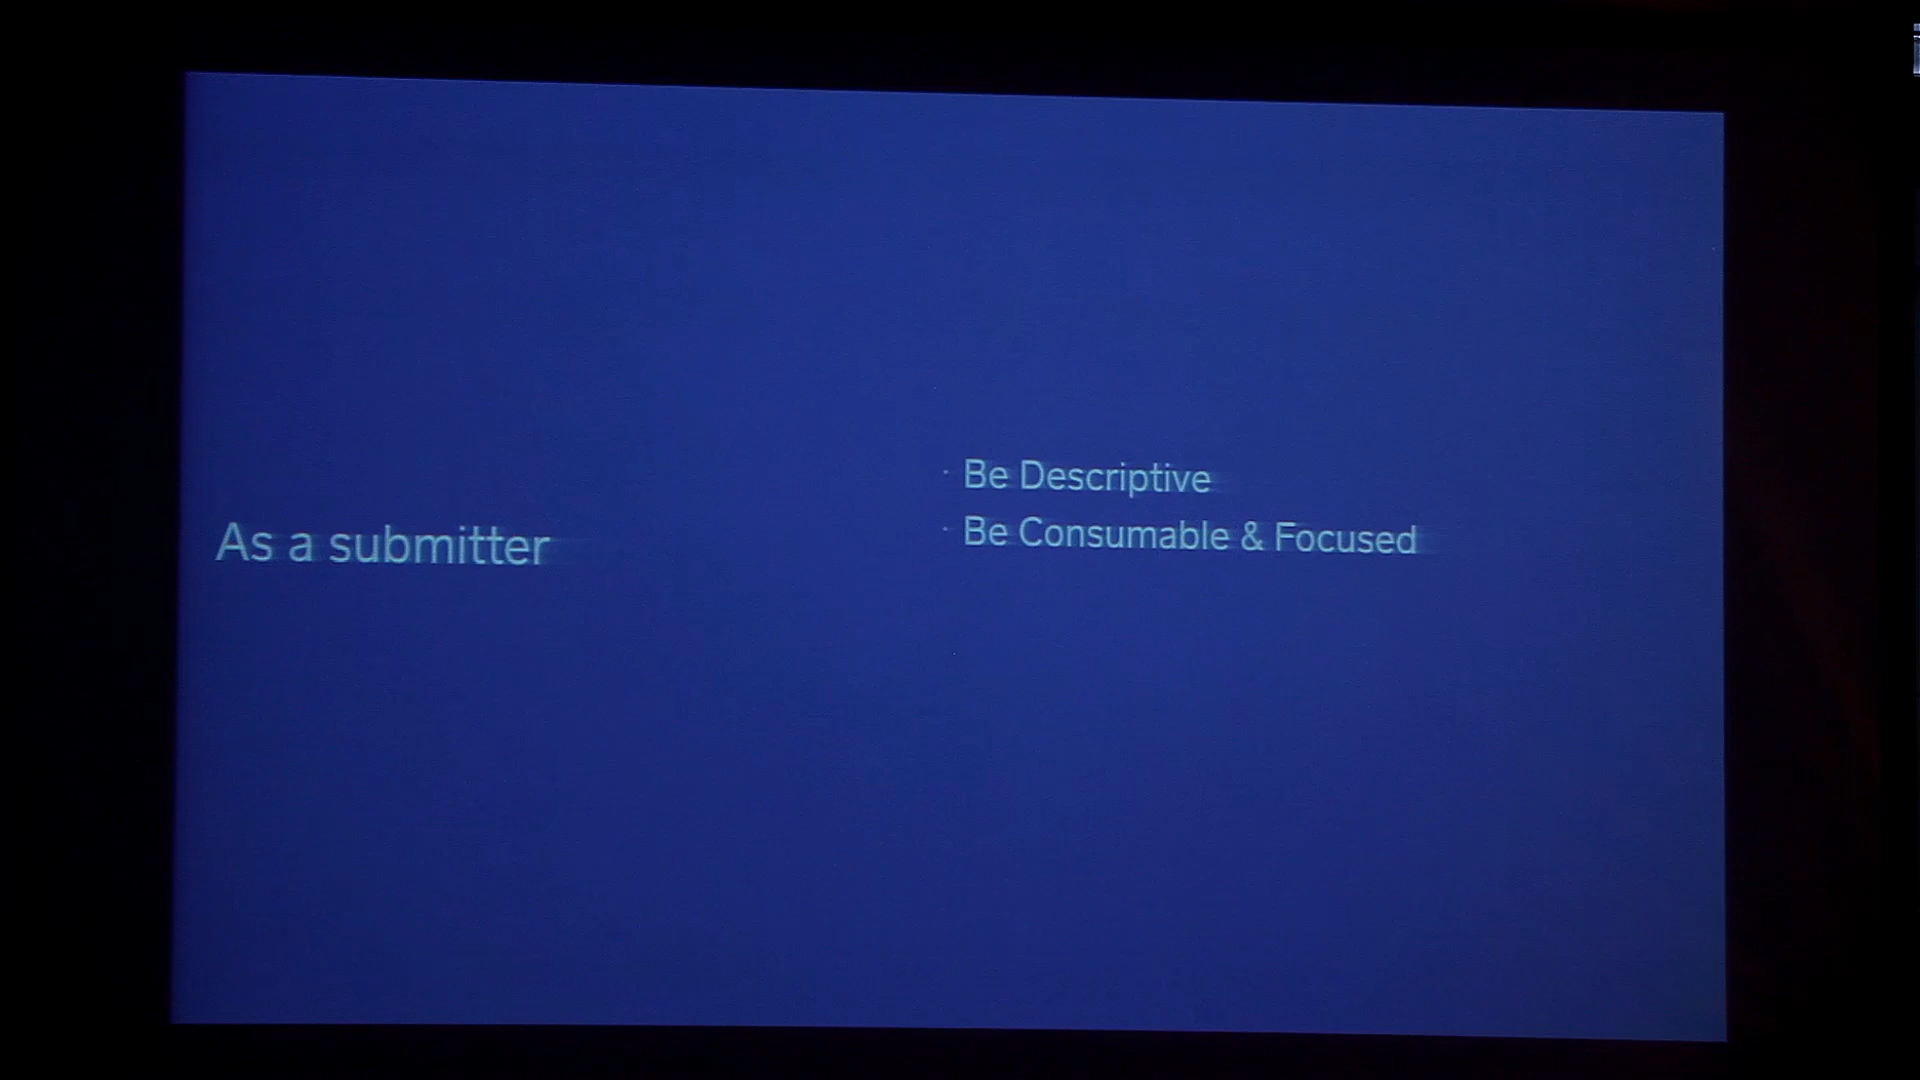 As a submitter
· Be Descriptive
· Be Consumable & Focused